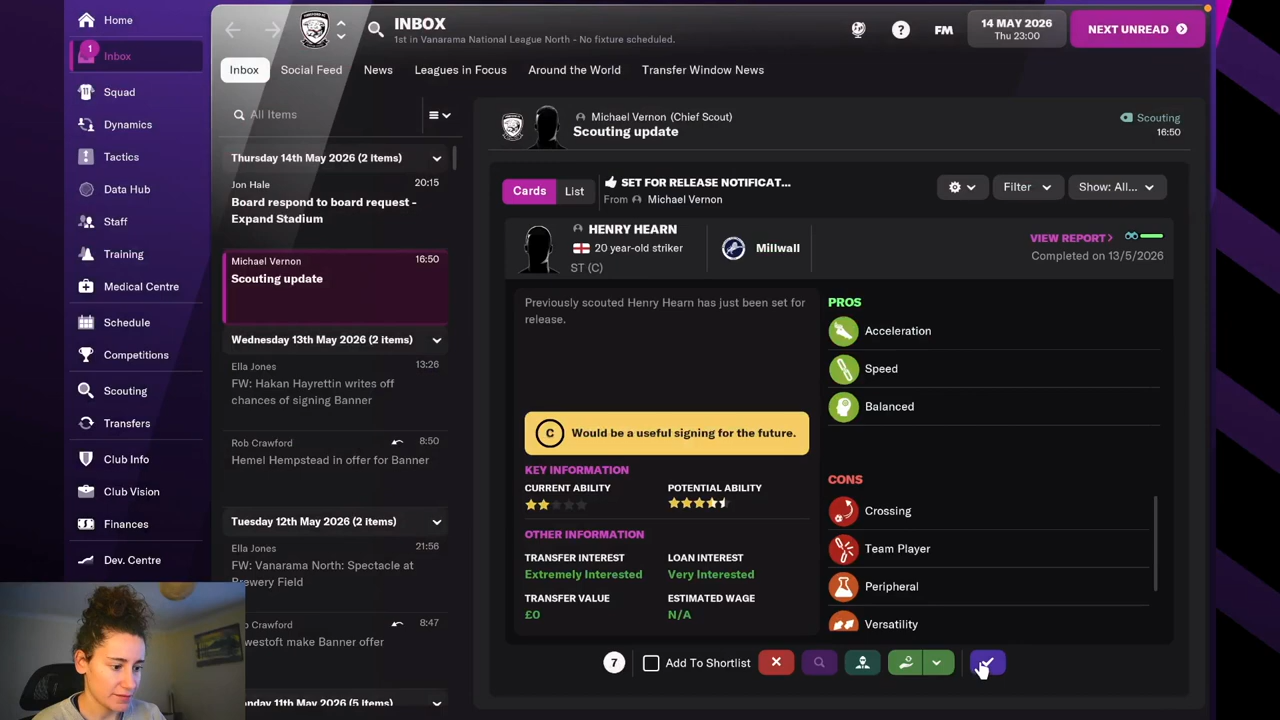 Home
1
Inbox
Squad
Dynamics
Tactics
Data Hub
Staff
Training
Medical Centre
Schedule
Competitions
Scouting
Transfers
Club Info
Club Vision
Finances
Dev. Centre
INBOX
1st in Vanarama National League North - No fixture scheduled.
?
FM
14 MAY 2026
Thu 23:00
NEXT UNREAD
Inbox
Social Feed
News
Leagues in Focus
Around the World
Transfer Window News
All Items
Thursday 14th May 2026 (2 items)
Jon Hale
20:15
Board respond to board request -
Expand Stadium
Michael Vernon
16:50
Scouting update
Wednesday 13th May 2026 (2 items)
Ella Jones
13:26
FW: Hakan Hayrettin writes off
chances of signing Banner
Rob Crawford
8:50
Hemel Hempstead in offer for Banner
Tuesday 12th May 2026 (2 items)
Ella Jones
21:56
FW: Vanarama North: Spectacle at
Brewery Field
Crawford
8:47
westoft make Banner offer
Monday 11th May 2026 (5 items)
Michael Vernon (Chief Scout)
Scouting update
Scouting
16:50
Cards
List
SET FOR RELEASE NOTIFICAT...
From Michael Vernon
Filter
Show: All...
HENRY HEARN
20 year-old striker
ST (C)
Millwall
VIEW REPORT >
Completed on 13/5/2026
Previously scouted Henry Hearn has just been set for
release.
C Would be a useful signing for the future.
KEY INFORMATION
CURRENT ABILITY
POTENTIAL ABILITY
OTHER INFORMATION
TRANSFER INTEREST
LOAN INTEREST
Extremely Interested
Very Interested
TRANSFER VALUE
ESTIMATED WAGE
£0
N/A
PROS
Acceleration
Speed
Balanced
CONS
Crossing
Team Player
Peripheral
Versatility
7
Add To Shortlist